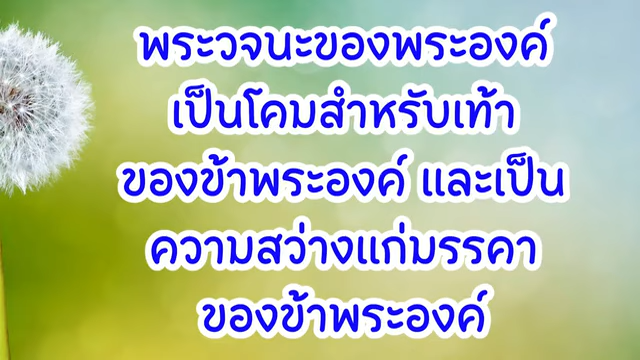 พระวจนะของพระองค์
เป็นโคมสำหรับเท้า
ของข้าพระองค์ และเป็น
ความสว่างแก่มรรคา
ของข้าพระองค์